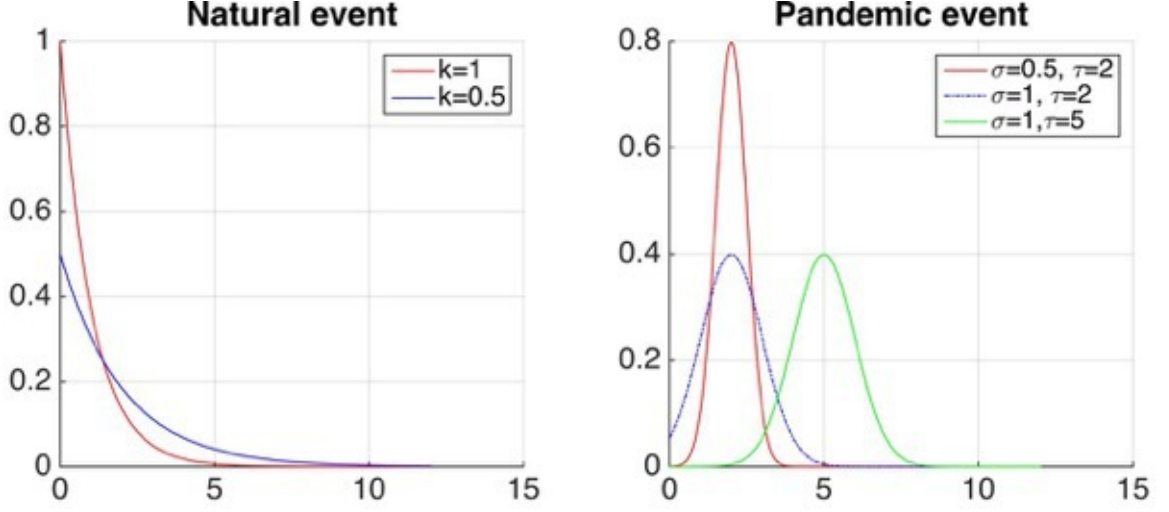 Natural event
1
0.8
0.6
0.4
0.2
0
0 5 10 15
k=1
k=0.5
Pandemic event
0.8
0.6
0.4
0.2
0
0 5 10 15
σ=0.5, τ=2
σ=1, τ=2
σ=1,τ=5